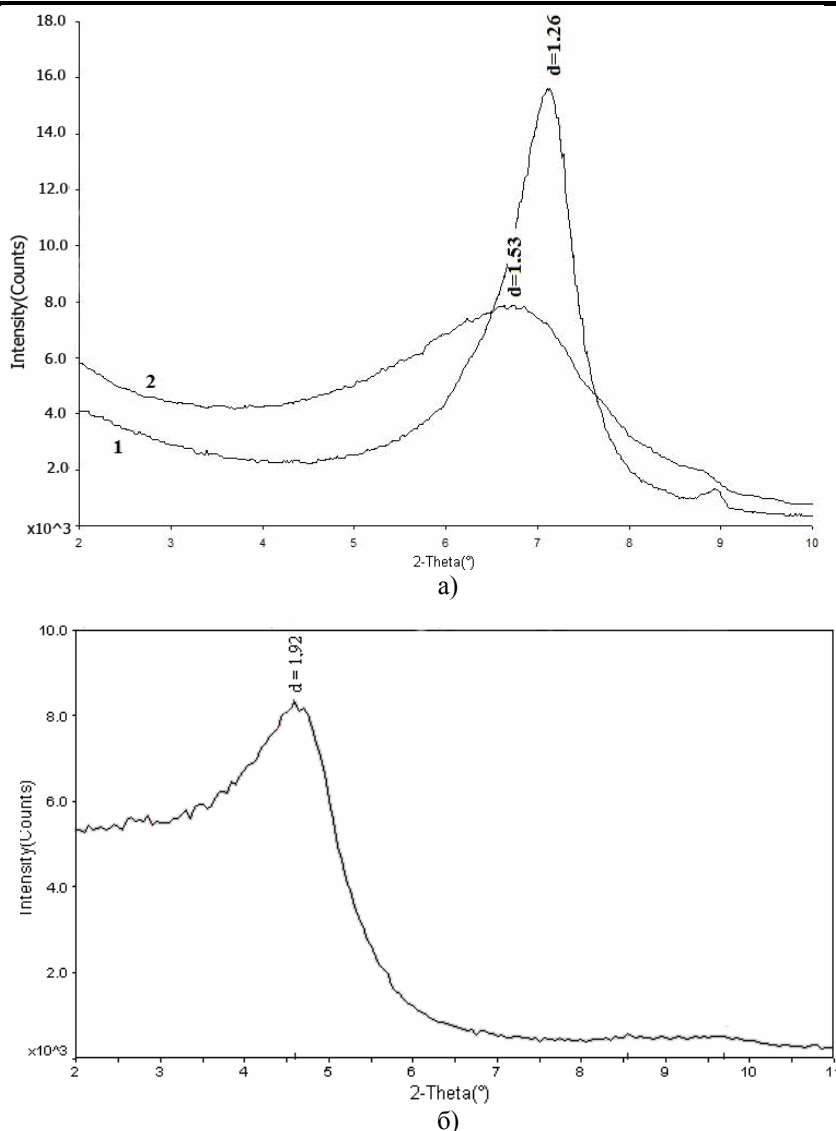 18.0
d=1.26
16.0
14.0
12.0
Intensity(Counts)
10.0
d=1.53
8.0
6.0
2
4.0
1
2.0
x10^3
2 3 4 5 6 7 8 9 10
2-Theta(°)
а)
10.0
d = 1.92
8.0
Intensity(Counts)
6.0
4.0
2.0
x10^3
2 3 4 5 6 7 8 9 10 11
2-Theta(°)
б)